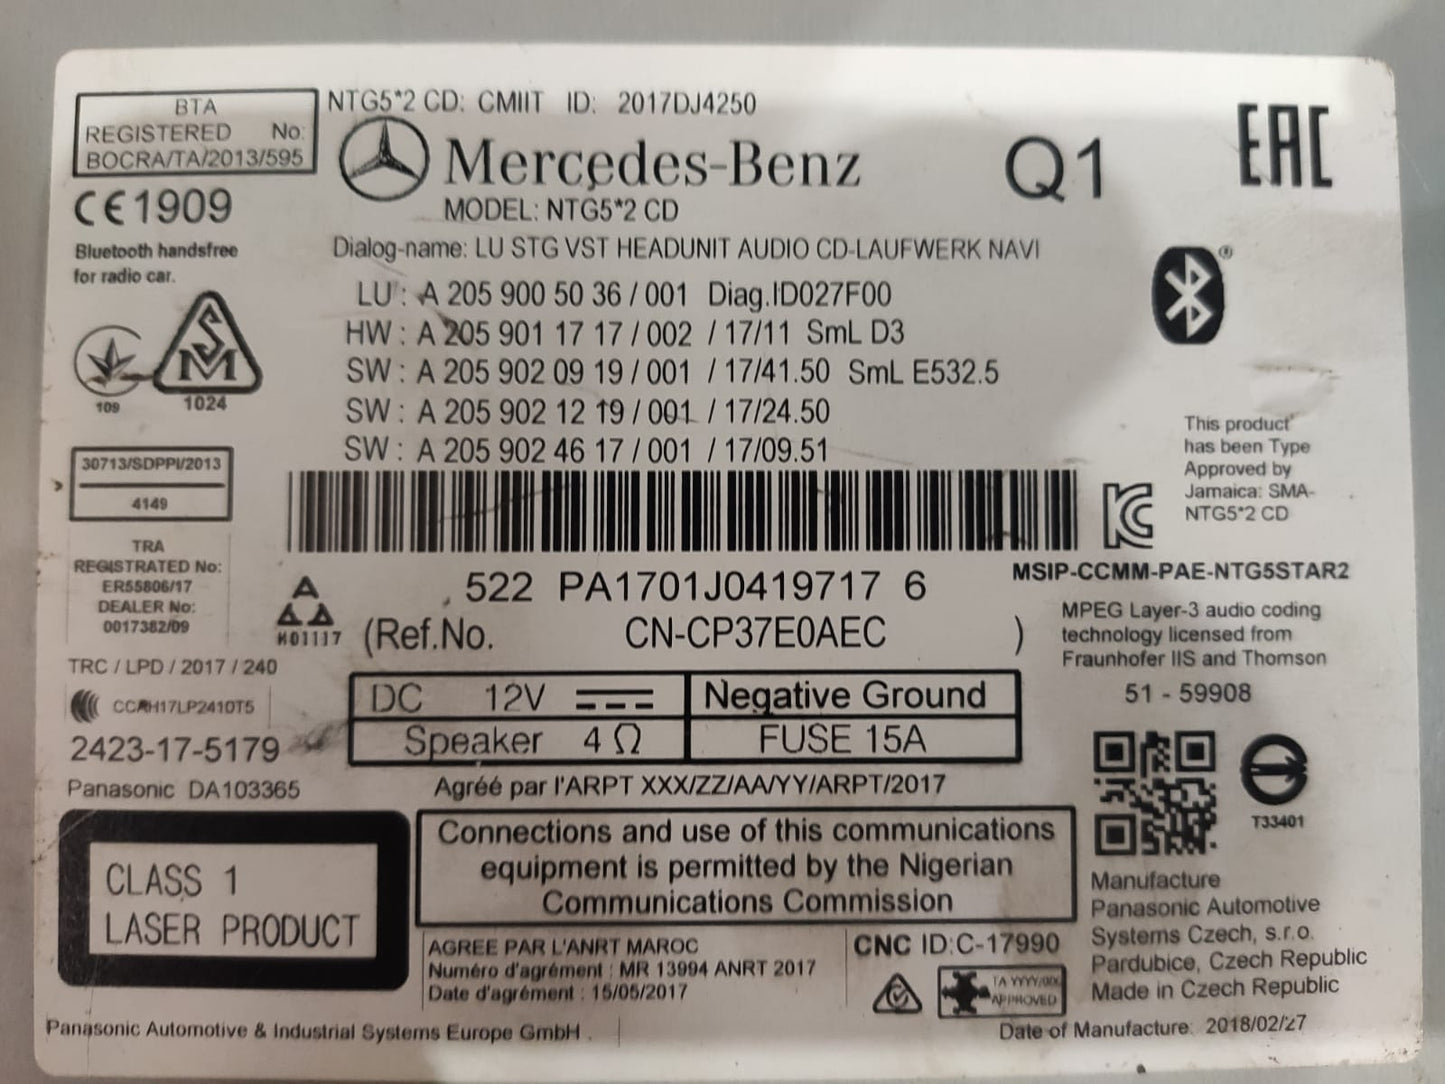 BTA
REGISTERED No:
BOCRA/TA/2013/595
NTG5*2 CD: CMIIT ID: 2017DJ4250
Mercedes-Benz
Q1
EAC
MODEL: NTG5*2 CD
CE1909
Bluetooth handsfree
for radio car.
Dialog-name: LU STG VST HEADUNIT AUDIO CD-LAUFWERK NAVI
LU : A 205 900 50 36 / 001 Diag.ID027F00
HW : A 205 901 17 17 / 002 / 17/11 SmL D3
SW : A 205 902 09 19 / 001 / 17/41.50 SmL E532.5
SW : A 205 902 12 19 / 001 / 17/24.50
SW : A 205 902 46 17 / 001 / 17/09.51
SM
109
1024
This product
has been Type
Approved by
Jamaica: SMA-
NTG5*2 CD
30713/SDPPI/2013
4149
TRA
REGISTRATED No:
ER55806/17
DEALER No:
0017382/09
522 PA1701J0419717 6
K01117
(Ref.No. CN-CP37E0AEC )
MSIP-CCMM-PAE-NTG5STAR2
MPEG Layer-3 audio coding
technology licensed from
Fraunhofer IIS and Thomson
51 - 59908
TRC / LPD / 2017 / 240
CCAH17LP2410T5
2423-17-5179
Panasonic DA103365
DC 12V
Negative Ground
Speaker 4 Ω
FUSE 15A
Agréé par l'ARPT XXX/ZZ/AA/YY/ARPT/2017
T33401
CLASS 1
LASER PRODUCT
Connections and use of this communications
equipment is permitted by the Nigerian
Communications Commission
AGREE PAR L'ANRT MAROC
Numéro d'agrément : MR 13994 ANRT 2017
Date d'agrément : 15/05/2017
CNC ID:C-17990
APPROVED
Manufacture
Panasonic Automotive
Systems Czech, s.r.o.
Pardubice, Czech Republic
Made in Czech Republic
Panasonic Automotive & Industrial Systems Europe GmbH .
Date of Manufacture: 2018/02/27